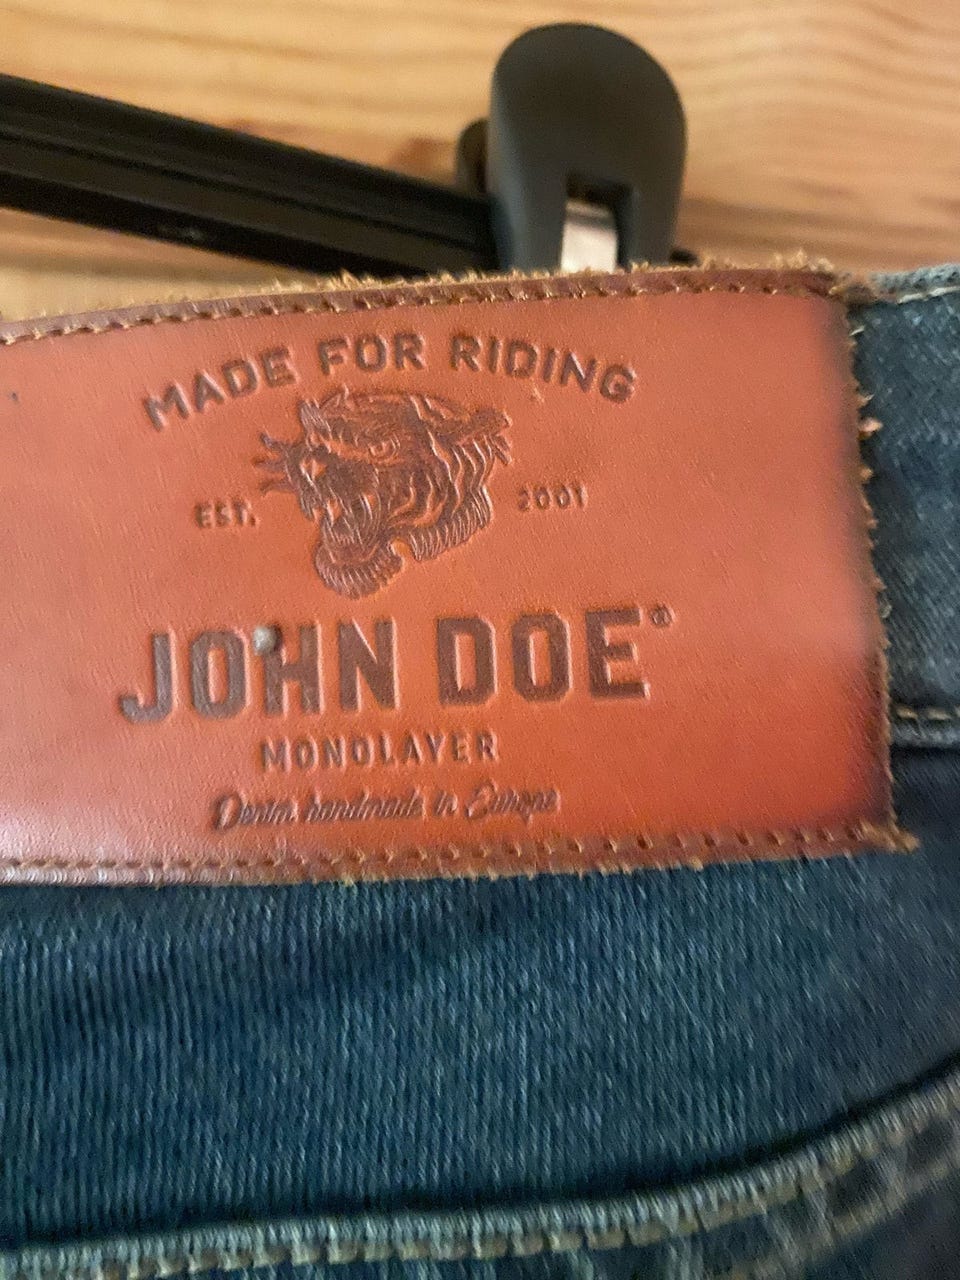 MADE FOR RIDING
EST. 2001
JOHN DOE®
MONOLAYER
Denim handmade in Europe